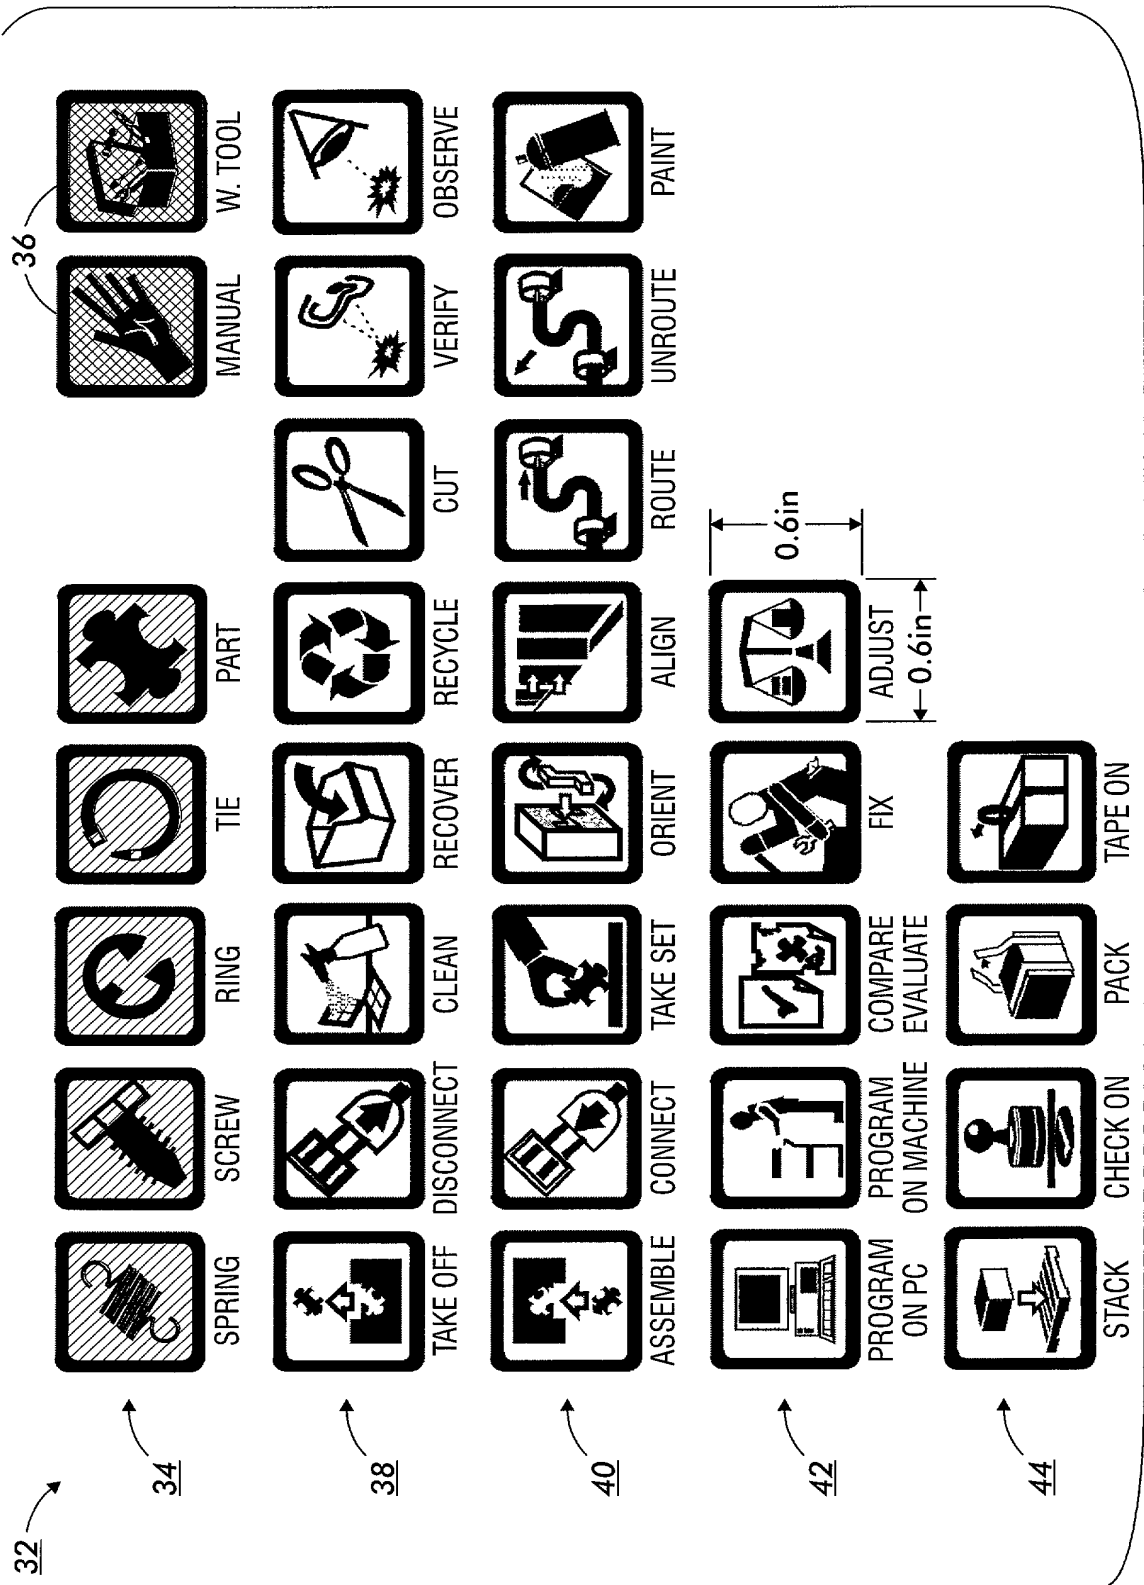 32
36
34
SPRING
SCREW
RING
TIE
PART
MANUAL
W. TOOL
38
TAKE OFF
DISCONNECT
CLEAN
RECOVER
RECYCLE
CUT
VERIFY
OBSERVE
40
ASSEMBLE
CONNECT
TAKE SET
ORIENT
ALIGN
ROUTE
UNROUTE
PAINT
42
PROGRAM
ON PC
PROGRAM
ON MACHINE
COMPARE
EVALUATE
FIX
ADJUST
0.6in
0.6in
44
STACK
CHECK ON
PACK
TAPE ON